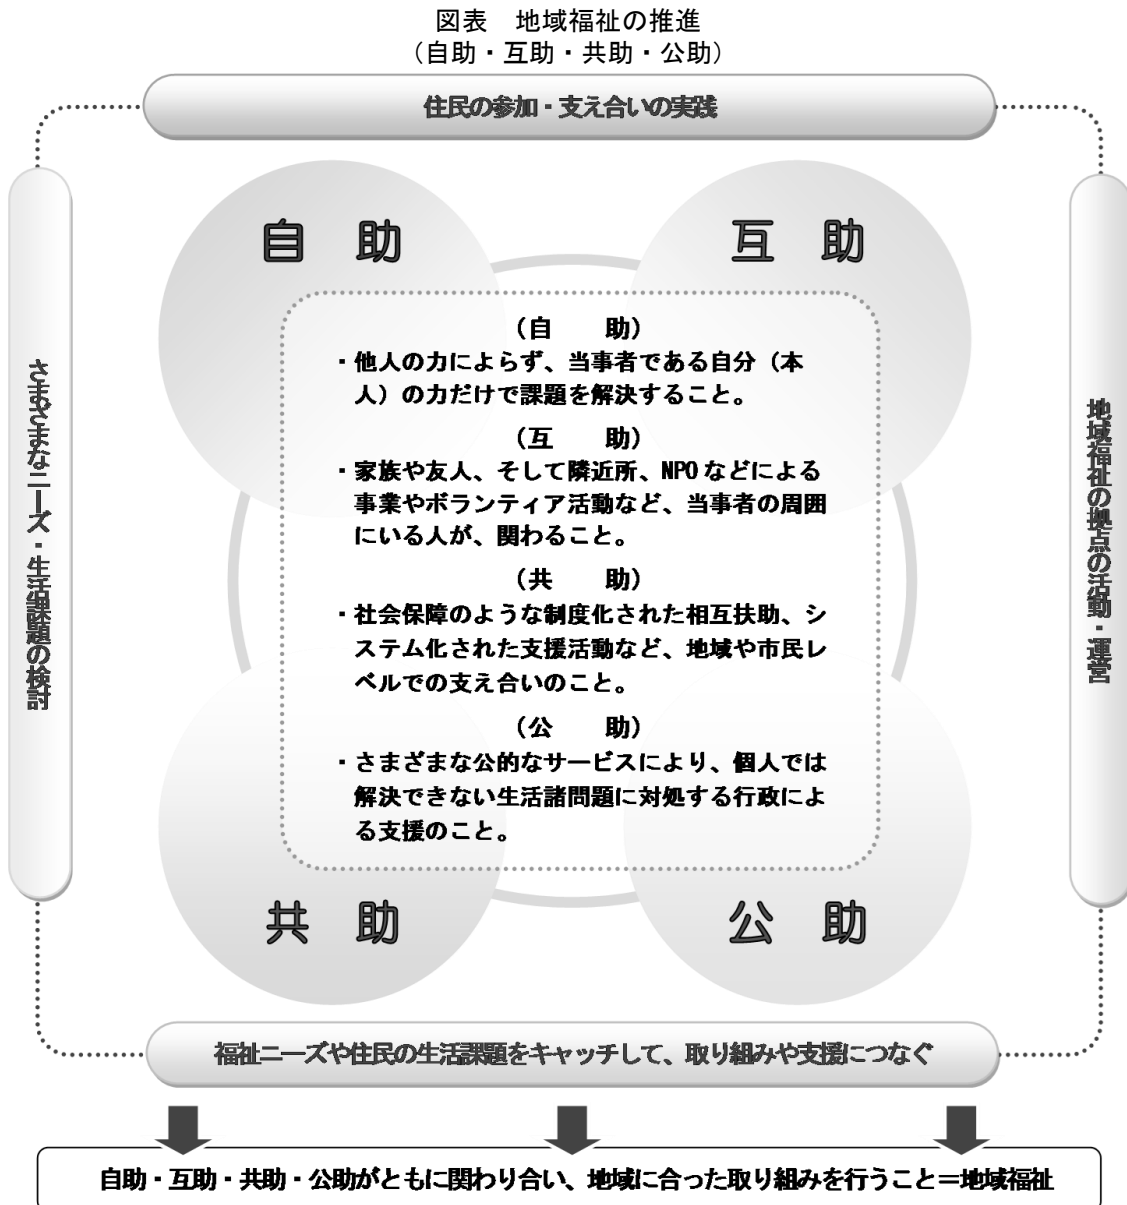 図表　地域福祉の推進
（自助・互助・共助・公助）
住民の参加・支え合いの実践
自　助
互　助
さまざまなニーズ・生活課題の検討
（自　　助）
・他人の力によらず、当事者である自分（本
人）の力だけで課題を解決すること。
（互　　助）
・家族や友人、そして隣近所、NPOなどによる
事業やボランティア活動など、当事者の周囲
にいる人が、関わること。
（共　　助）
・社会保障のような制度化された相互扶助、シ
ステム化された支援活動など、地域や市民レ
ベルでの支え合いのこと。
（公　　助）
・さまざまな公的なサービスにより、個人では
解決できない生活諸問題に対処する行政によ
る支援のこと。
地域福祉の拠点の活動・運営
共　助
公　助
福祉ニーズや住民の生活課題をキャッチして、取り組みや支援につなぐ
自助・互助・共助・公助がともに関わり合い、地域に合った取り組みを行うこと＝地域福祉